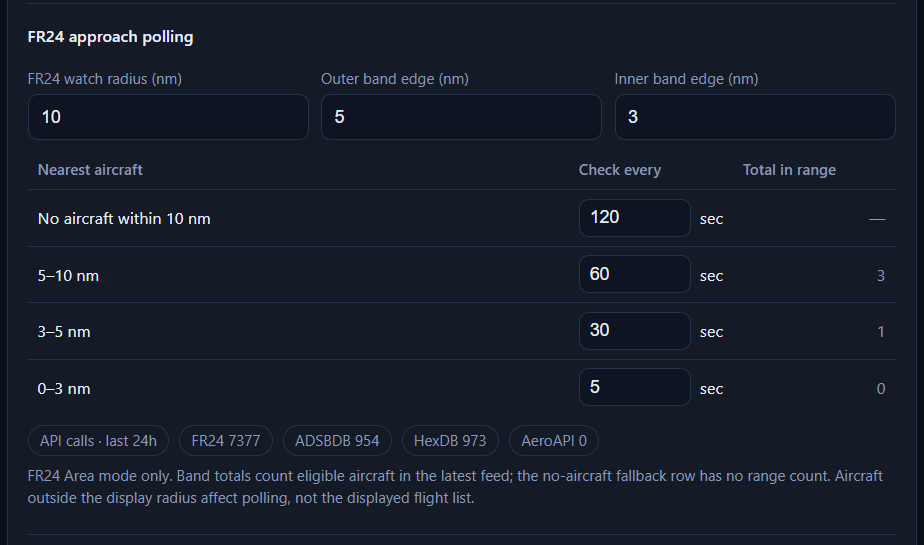 FR24 approach polling
FR24 watch radius (nm) Outer band edge (nm) Inner band edge (nm)
10 5 3
Nearest aircraft Check every Total in range
No aircraft within 10 nm 120 sec —
5–10 nm 60 sec 3
3–5 nm 30 sec 1
0–3 nm 5 sec 0
API calls · last 24h FR24 7377 ADSBDB 954 HexDB 973 AeroAPI 0
FR24 Area mode only. Band totals count eligible aircraft in the latest feed; the no-aircraft fallback row has no range count. Aircraft
outside the display radius affect polling, not the displayed flight list.